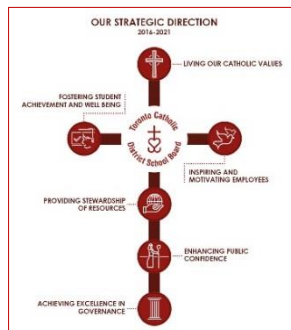 OUR STRATEGIC DIRECTION
2016-2021
LIVING OUR CATHOLIC VALUES
FOSTERING STUDENT
ACHIEVEMENT AND WELL BEING
Toronto Catholic
District School Board
INSPIRING AND
MOTIVATING EMPLOYEES
PROVIDING STEWARDSHIP
OF RESOURCES
ENHANCING PUBLIC
CONFIDENCE
ACHIEVING EXCELLENCE IN
GOVERNANCE